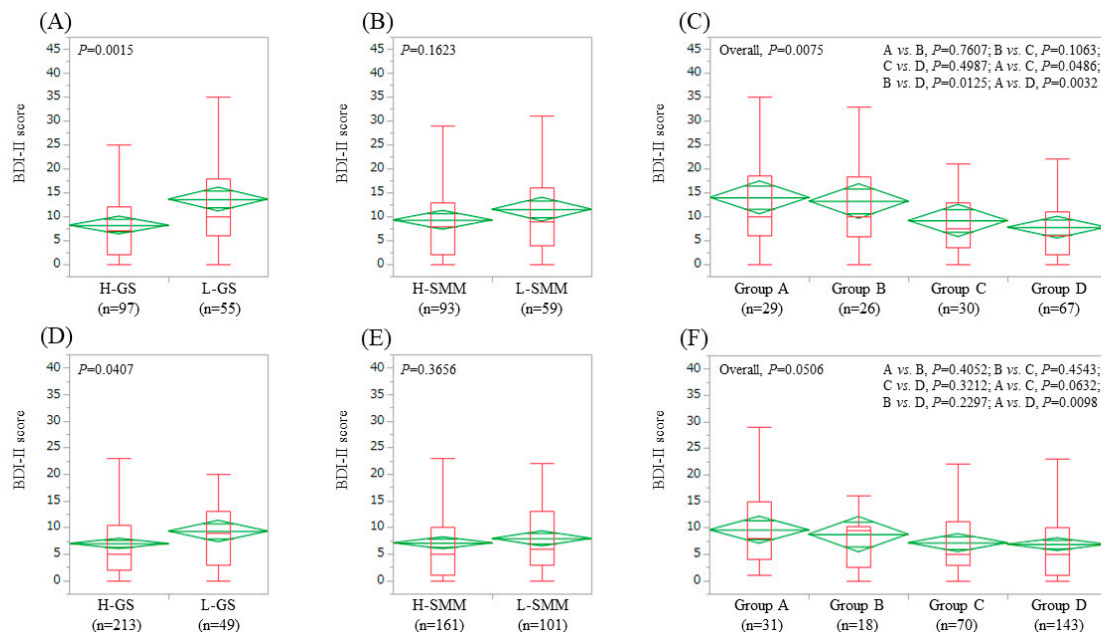 (A)
P=0.0015
BDI-II score
45
40
35
30
25
20
15
10
5
0
H-GS
(n=97)
L-GS
(n=55)
(B)
P=0.1623
BDI-II score
45
40
35
30
25
20
15
10
5
0
H-SMM
(n=93)
L-SMM
(n=59)
(C)
Overall, P=0.0075
A vs. B, P=0.7607; B vs. C, P=0.1063;
C vs. D, P=0.4987; A vs. C, P=0.0486;
B vs. D, P=0.0125; A vs. D, P=0.0032
BDI-II score
45
40
35
30
25
20
15
10
5
0
Group A
(n=29)
Group B
(n=26)
Group C
(n=30)
Group D
(n=67)
(D)
P=0.0407
BDI-II score
40
35
30
25
20
15
10
5
0
H-GS
(n=213)
L-GS
(n=49)
(E)
P=0.3656
BDI-II score
40
35
30
25
20
15
10
5
0
H-SMM
(n=161)
L-SMM
(n=101)
(F)
Overall, P=0.0506
A vs. B, P=0.4052; B vs. C, P=0.4543;
C vs. D, P=0.3212; A vs. C, P=0.0632;
B vs. D, P=0.2297; A vs. D, P=0.0098
BDI-II score
40
35
30
25
20
15
10
5
0
Group A
(n=31)
Group B
(n=18)
Group C
(n=70)
Group D
(n=143)